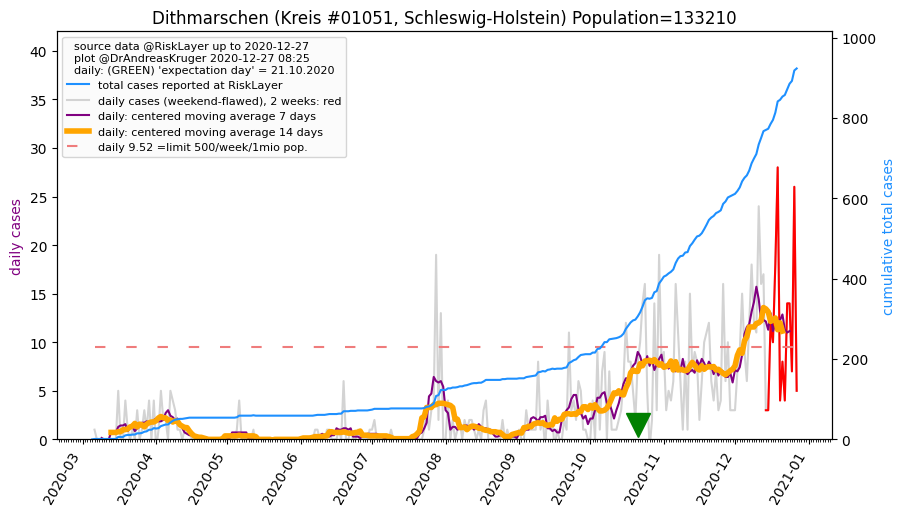 Dithmarschen (Kreis #01051, Schleswig-Holstein) Population=133210
source data @RiskLayer up to 2020-12-27
plot @DrAndreasKruger 2020-12-27 08:25
daily: (GREEN) 'expectation day' = 21.10.2020
total cases reported at RiskLayer
daily cases (weekend-flawed), 2 weeks: red
daily: centered moving average 7 days
daily: centered moving average 14 days
daily 9.52 =limit 500/week/1mio pop.
daily cases
40
35
30
25
20
15
10
5
0
cumulative total cases
1000
800
600
400
200
0
2020-03
2020-04
2020-05
2020-06
2020-07
2020-08
2020-09
2020-10
2020-11
2020-12
2021-01